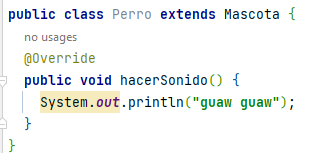 public class Perro extends Mascota {
no usages
@Override
public void hacerSonido() {
System.out.println("guaw guaw");
}
}